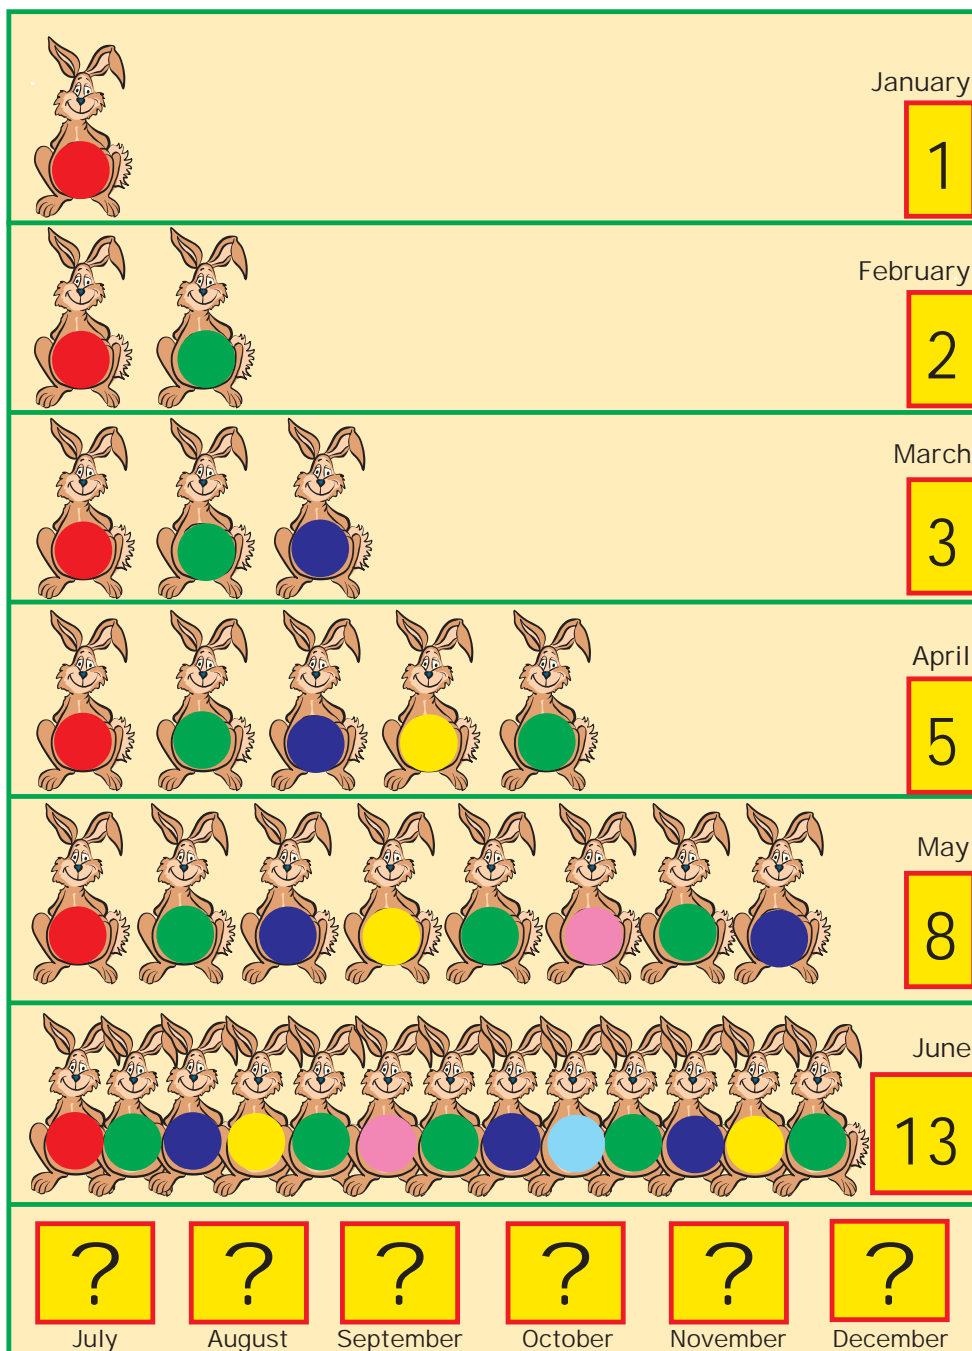 January
1
February
2
March
3
April
5
May
8
June
13
? ? ? ? ? ?
July August September October November December